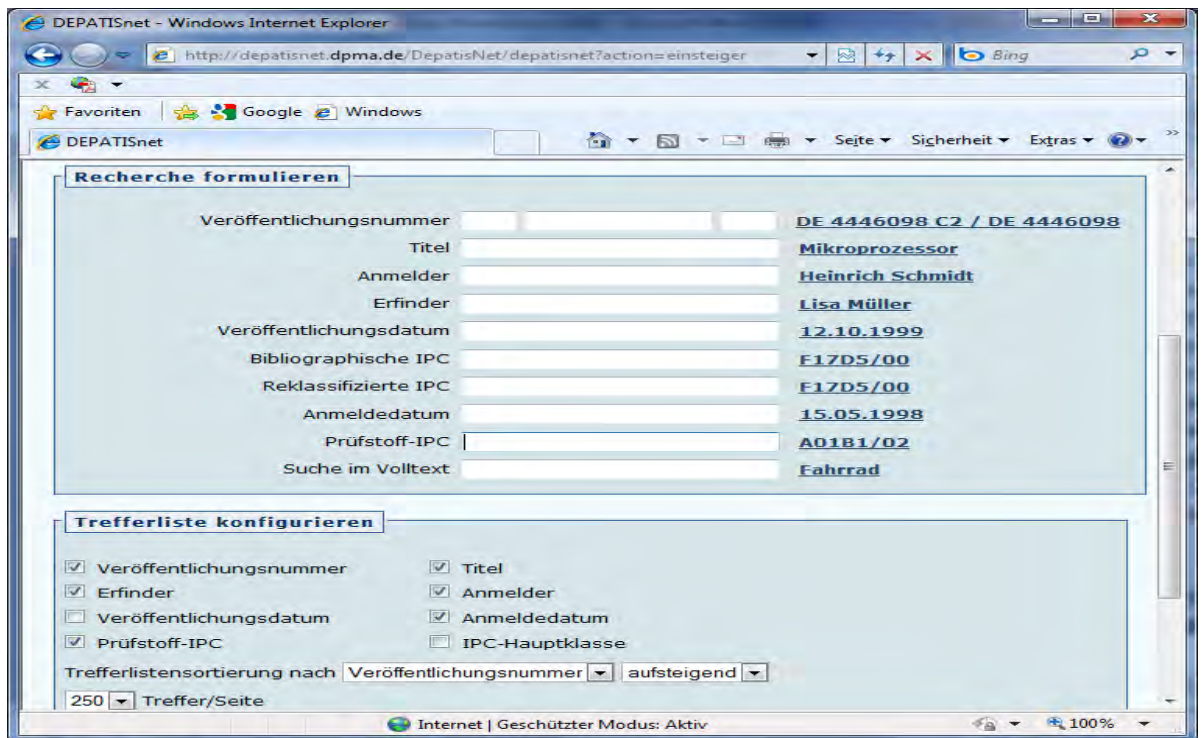 DEPATISnet - Windows Internet Explorer
http://depatisnet.dpma.de/DepatisNet/depatisnet?action=einsteiger
Bing
Favoriten Google Windows
DEPATISnet Seite Sicherheit Extras
Recherche formulieren
Veröffentlichungsnummer DE 4446098 C2 / DE 4446098
Titel Mikroprozessor
Anmelder Heinrich Schmidt
Erfinder Lisa Müller
Veröffentlichungsdatum 12.10.1999
Bibliographische IPC F17D5/00
Reklassifizierte IPC F17D5/00
Anmeldedatum 15.05.1998
Prüfstoff-IPC A01B1/02
Suche im Volltext Fahrrad
Trefferliste konfigurieren
Veröffentlichungsnummer Titel
Erfinder Anmelder
Veröffentlichungsdatum Anmeldedatum
Prüfstoff-IPC IPC-Hauptklasse
Trefferlistensortierung nach Veröffentlichungsnummer aufsteigend
250 Treffer/Seite
Internet | Geschützter Modus: Aktiv 100%